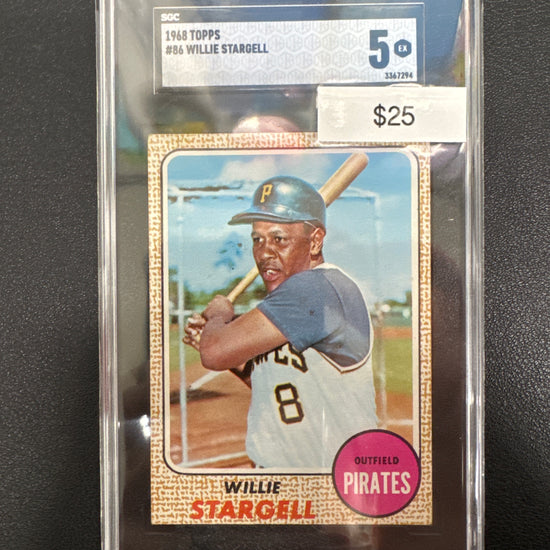 SGC
1968 TOPPS
#86 WILLIE STARGELL
5 EX
3367294
$25
P
8
OUTFIELD
PIRATES
WILLIE
STARGELL